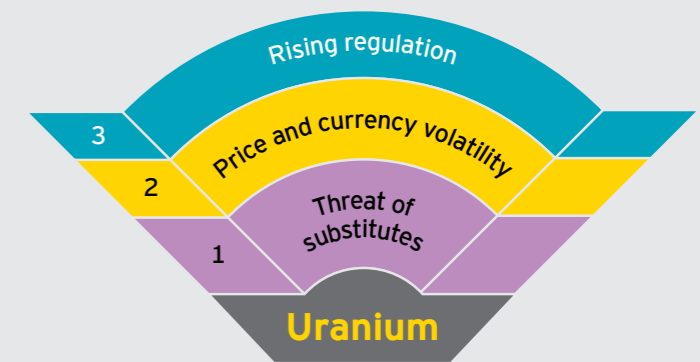 Rising regulation
3
Price and currency volatility
2
Threat of
substitutes
1
Uranium